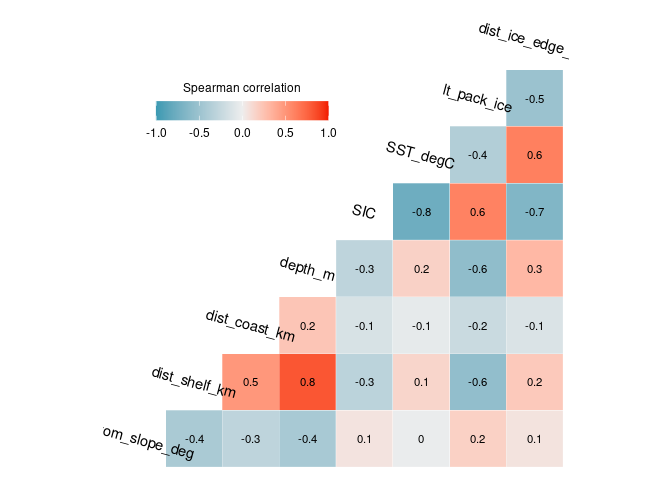 dist_ice_edge_
lt_pack_ice
-0.5
Spearman correlation
-1.0 -0.5 0.0 0.5 1.0
SST_degC
-0.4 0.6
SIC
-0.8 0.6 -0.7
depth_m
-0.3 0.2 -0.6 0.3
dist_coast_km
0.2 -0.1 -0.1 -0.2 -0.1
dist_shelf_km
0.5 0.8 -0.3 0.1 -0.6 0.2
om_slope_deg
-0.4 -0.3 -0.4 0.1 0 0.2 0.1